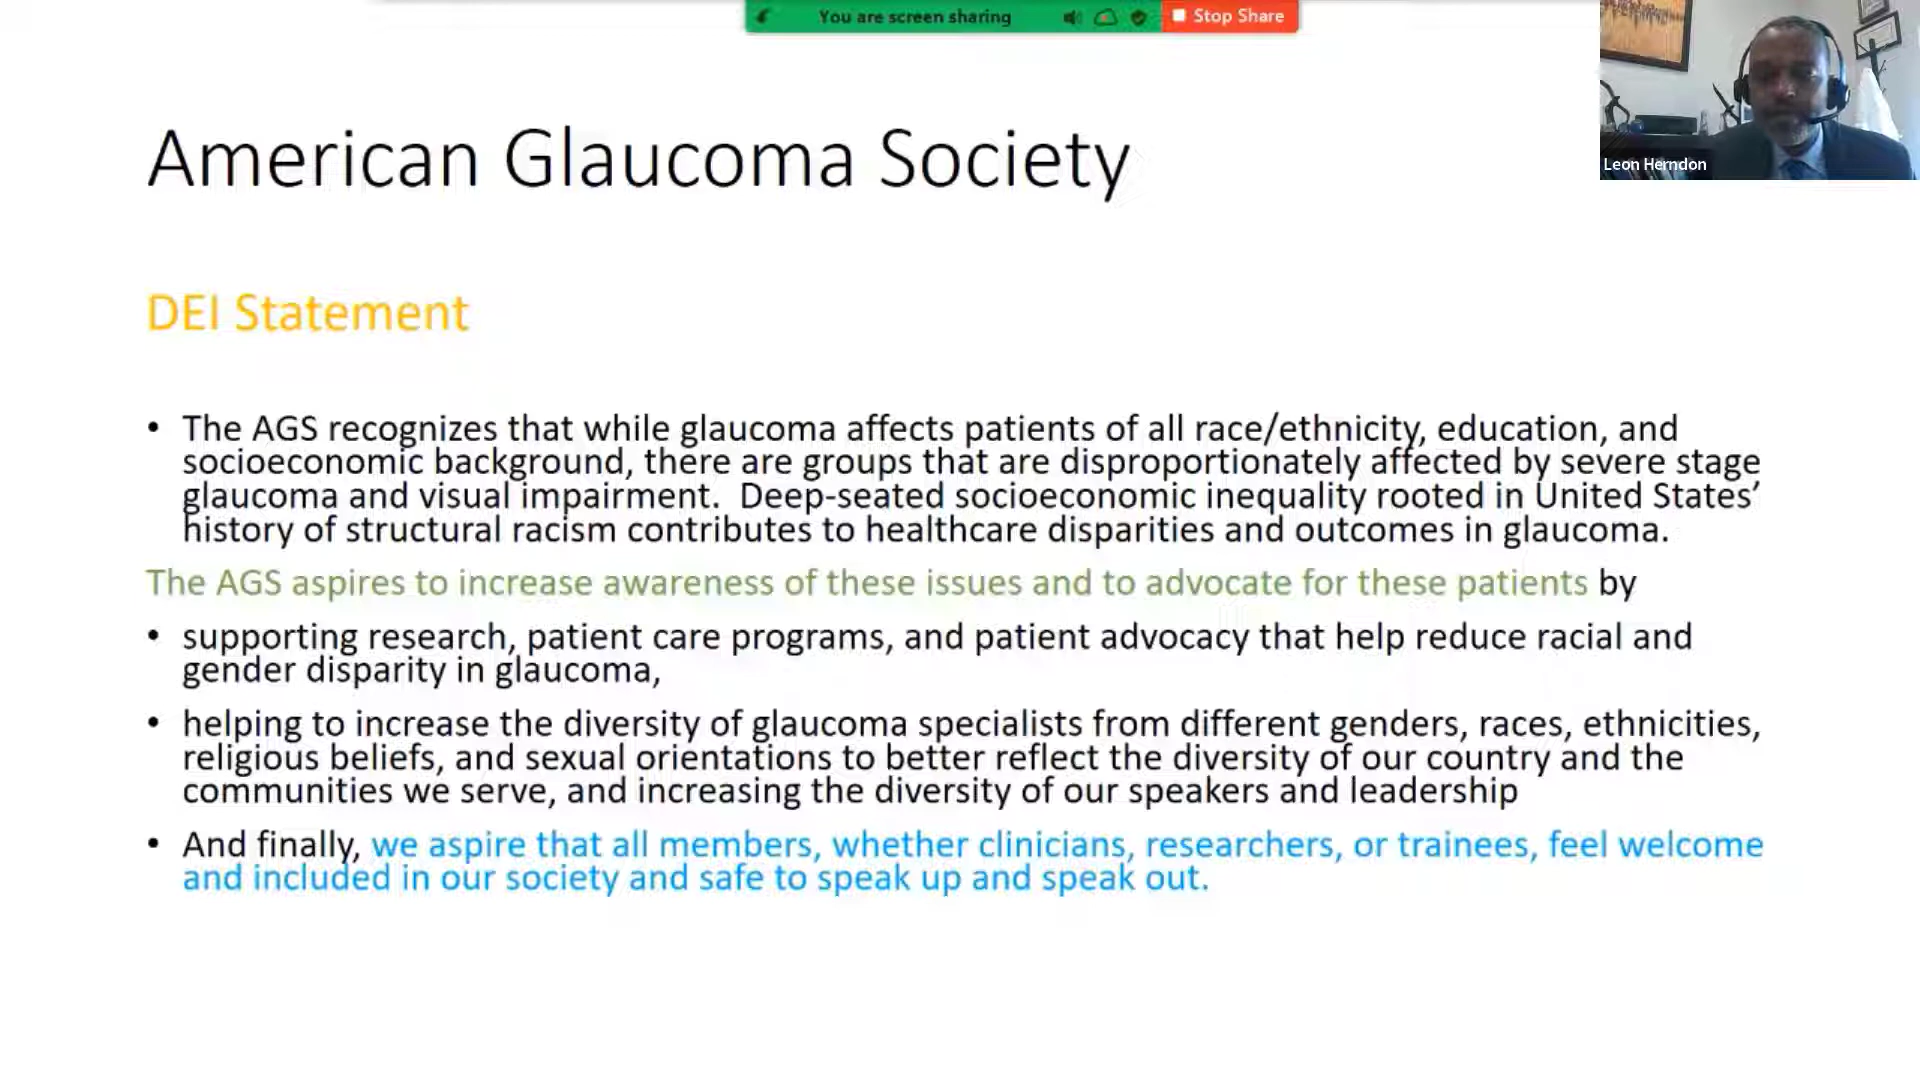 You are screen sharing
Stop Share
Leon Herndon
American Glaucoma Society
DEI Statement
• The AGS recognizes that while glaucoma affects patients of all race/ethnicity, education, and
socioeconomic background, there are groups that are disproportionately affected by severe stage
glaucoma and visual impairment.  Deep-seated socioeconomic inequality rooted in United States’
history of structural racism contributes to healthcare disparities and outcomes in glaucoma.
The AGS aspires to increase awareness of these issues and to advocate for these patients by
• supporting research, patient care programs, and patient advocacy that help reduce racial and
gender disparity in glaucoma,
• helping to increase the diversity of glaucoma specialists from different genders, races, ethnicities,
religious beliefs, and sexual orientations to better reflect the diversity of our country and the
communities we serve, and increasing the diversity of our speakers and leadership
• And finally, we aspire that all members, whether clinicians, researchers, or trainees, feel welcome
and included in our society and safe to speak up and speak out.